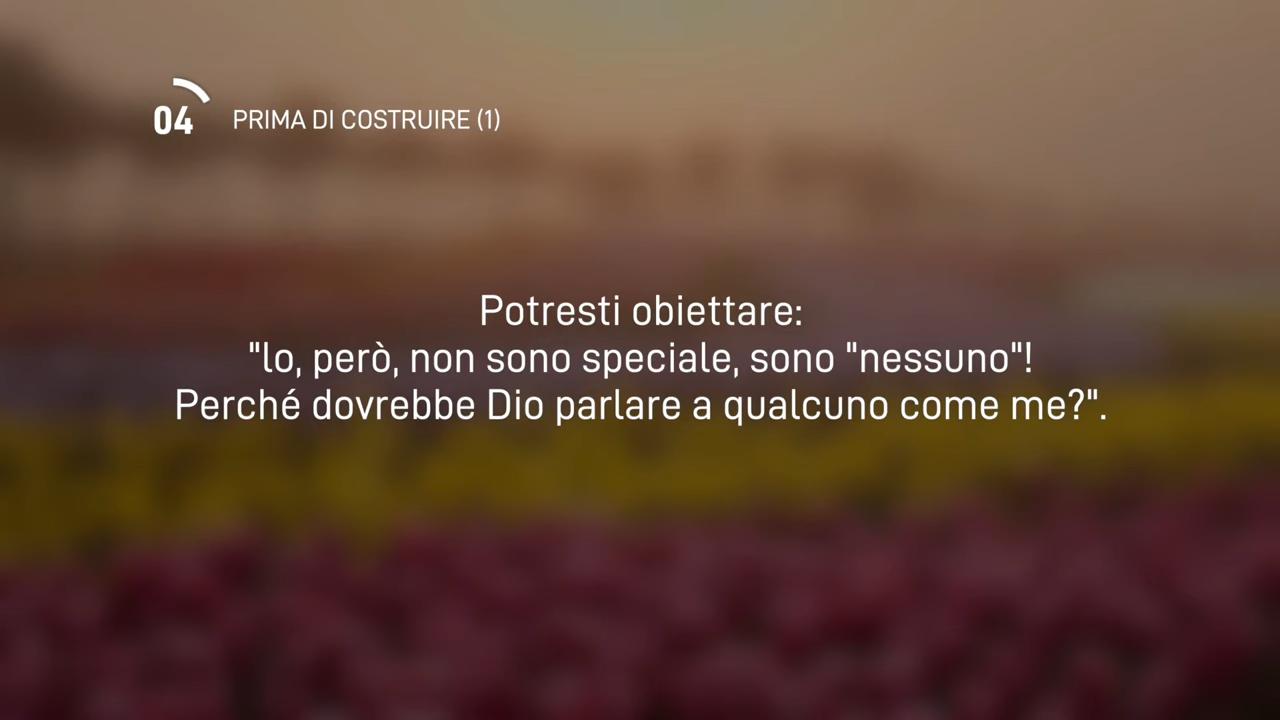 04 PRIMA DI COSTRUIRE (1)
Potresti obiettare:
"Io, però, non sono speciale, sono "nessuno"!
Perché dovrebbe Dio parlare a qualcuno come me?".